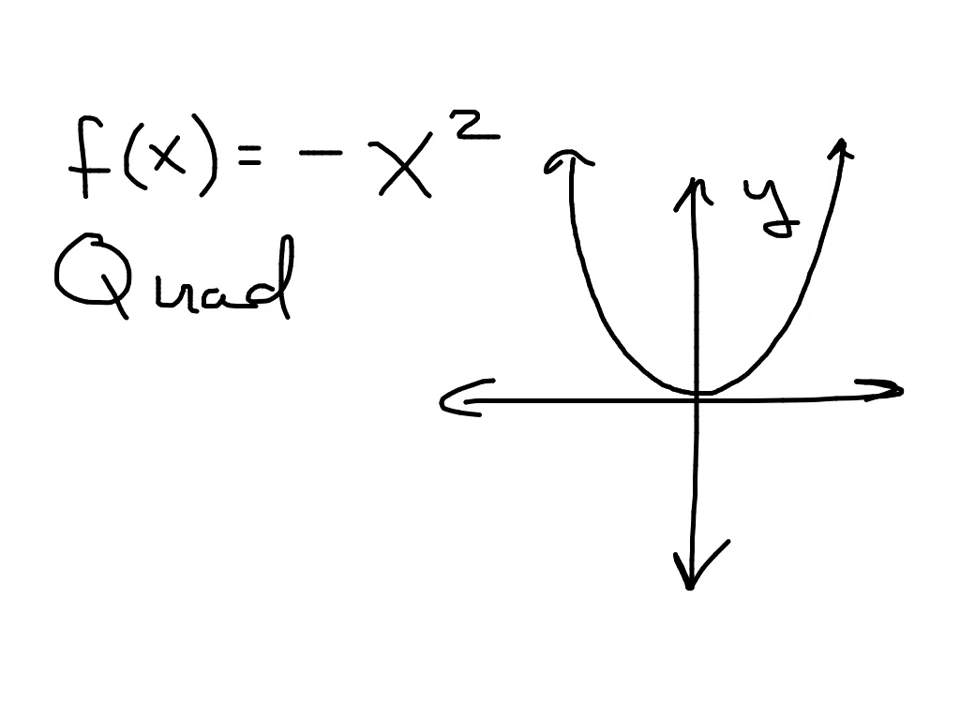 f(x) = - x²
y
Quad